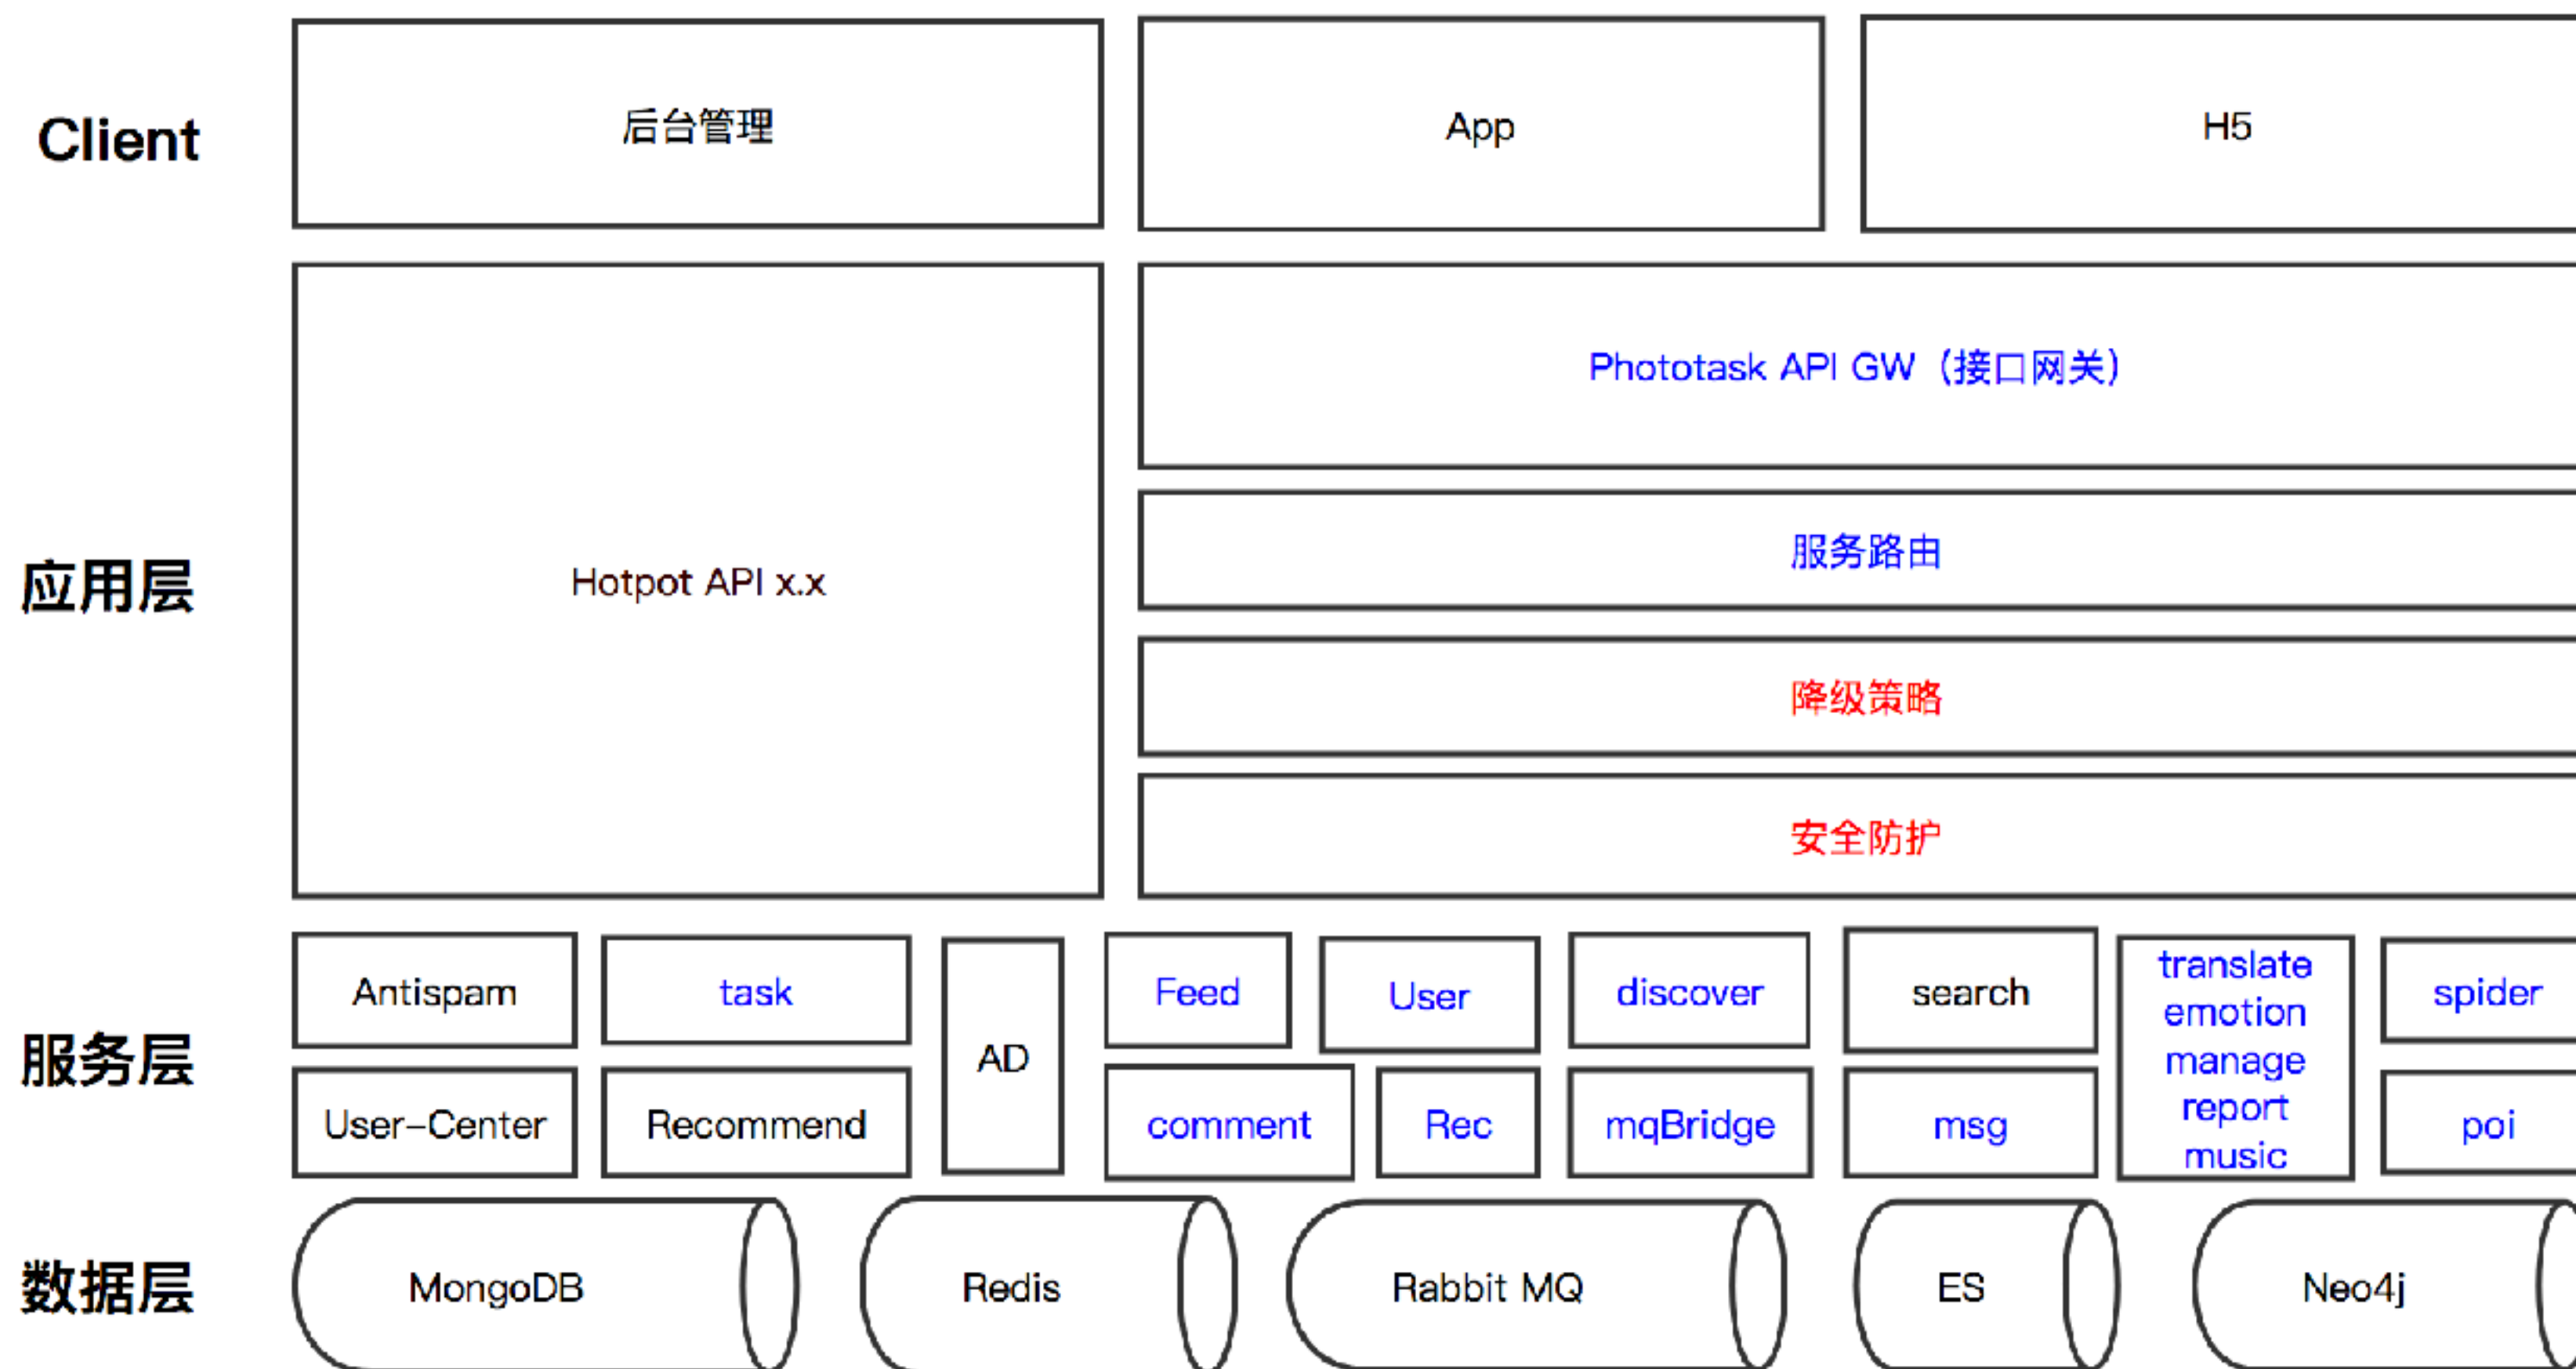 Client
后台管理
App
H5
应用层
Hotpot API x.x
Phototask API GW（接口网关）
服务路由
降级策略
安全防护
服务层
Antispam
task
AD
Feed
User
discover
search
translate
emotion
manage
report
music
spider
User-Center
Recommend
comment
Rec
mqBridge
msg
poi
数据层
MongoDB
Redis
Rabbit MQ
ES
Neo4j